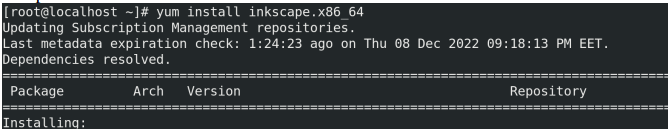 [root@localhost ~]# yum install inkscape.x86_64
Updating Subscription Management repositories.
Last metadata expiration check: 1:24:23 ago on Thu 08 Dec 2022 09:18:13 PM EET.
Dependencies resolved.
================================================================================
Package Arch Version Repository
================================================================================
Installing: